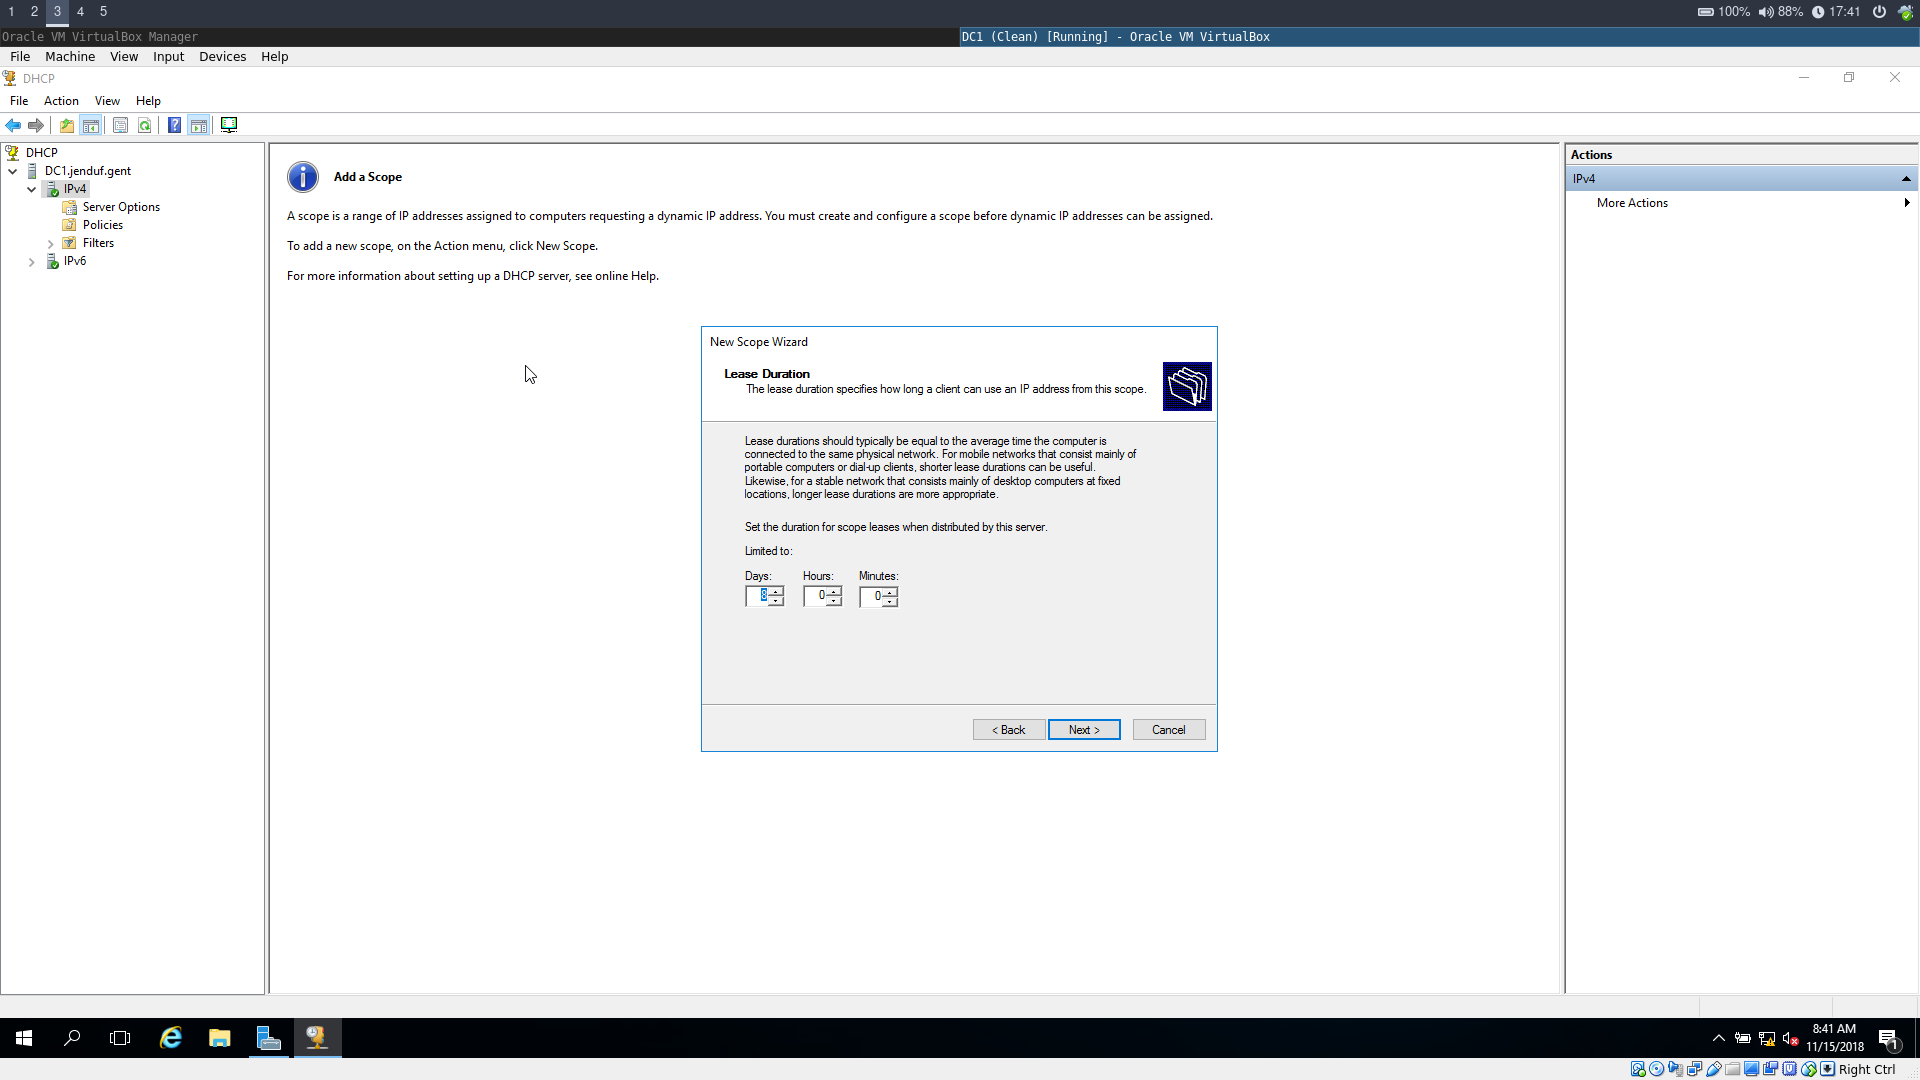 1 2 3 4 5
100% 88% 17:41
Oracle VM VirtualBox Manager
DC1 (Clean) [Running] - Oracle VM VirtualBox
File Machine View Input Devices Help
DHCP
File Action View Help
DHCP
DC1.jenduf.gent
IPv4
Server Options
Policies
Filters
IPv6
Add a Scope
A scope is a range of IP addresses assigned to computers requesting a dynamic IP address. You must create and configure a scope before dynamic IP addresses can be assigned.
To add a new scope, on the Action menu, click New Scope.
For more information about setting up a DHCP server, see online Help.
New Scope Wizard
Lease Duration
The lease duration specifies how long a client can use an IP address from this scope.
Lease durations should typically be equal to the average time the computer is
connected to the same physical network. For mobile networks that consist mainly of
portable computers or dial-up clients, shorter lease durations can be useful.
Likewise, for a stable network that consists mainly of desktop computers at fixed
locations, longer lease durations are more appropriate.
Set the duration for scope leases when distributed by this server.
Limited to:
Days: Hours: Minutes:
8 0 0
< Back Next > Cancel
Actions
IPv4
More Actions
8:41 AM
11/15/2018
1
Right Ctrl